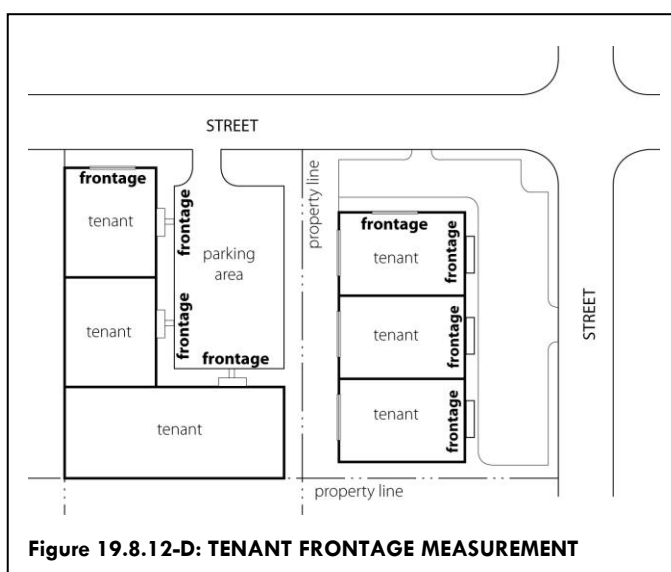 STREET
frontage
tenant
frontage
parking
area
tenant
frontage
frontage
tenant
property line
frontage
tenant
frontage
tenant
frontage
tenant
frontage
STREET
property line
Figure 19.8.12-D: TENANT FRONTAGE MEASUREMENT